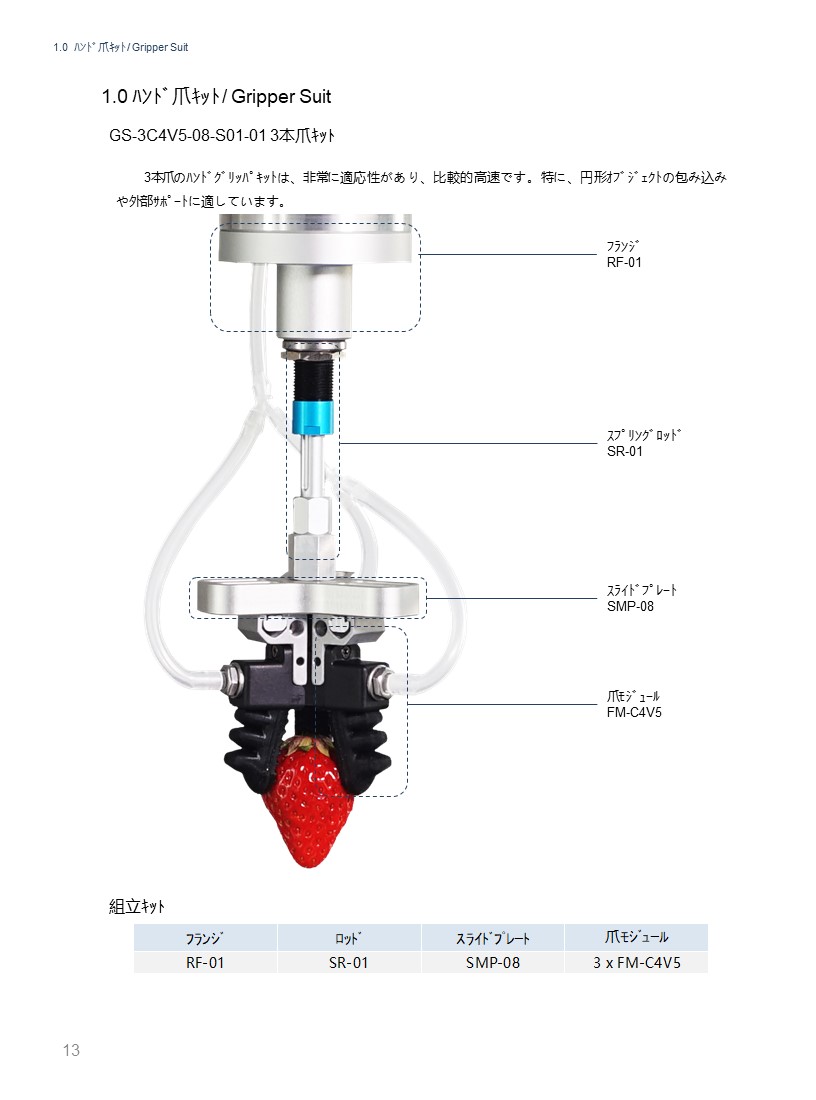 1.0 ﾊﾝﾄﾞ爪ｷｯﾄ/ Gripper Suit
1.0 ﾊﾝﾄﾞ爪ｷｯﾄ/ Gripper Suit
GS-3C4V5-08-S01-01 3本爪ｷｯﾄ
3本爪のﾊﾝﾄﾞｸﾞﾘｯﾊﾟｷｯﾄは、非常に適応性があり、比較的高速です。特に、円形ｵﾌﾞｼﾞｪｸﾄの包み込み
や外部ｻﾎﾟｰﾄに適しています。
ﾌﾗﾝｼﾞ
RF-01
ｽﾌﾟﾘﾝｸﾞﾛｯﾄﾞ
SR-01
ｽﾗｲﾄﾞﾌﾟﾚｰﾄ
SMP-08
爪ﾓｼﾞｭｰﾙ
FM-C4V5
組立ｷｯﾄ
ﾌﾗﾝｼﾞ ﾛｯﾄﾞ ｽﾗｲﾄﾞﾌﾟﾚｰﾄ 爪ﾓｼﾞｭｰﾙ
RF-01 SR-01 SMP-08 3 x FM-C4V5
13